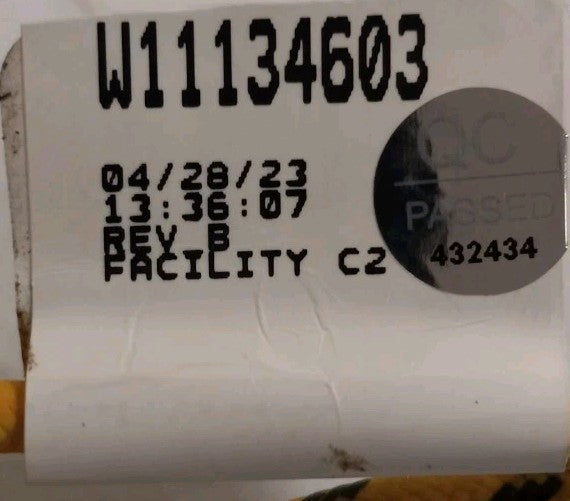 W11134603
04/28/23
13:36:07
REV B
FACILITY C2
QC
PASSED
432434